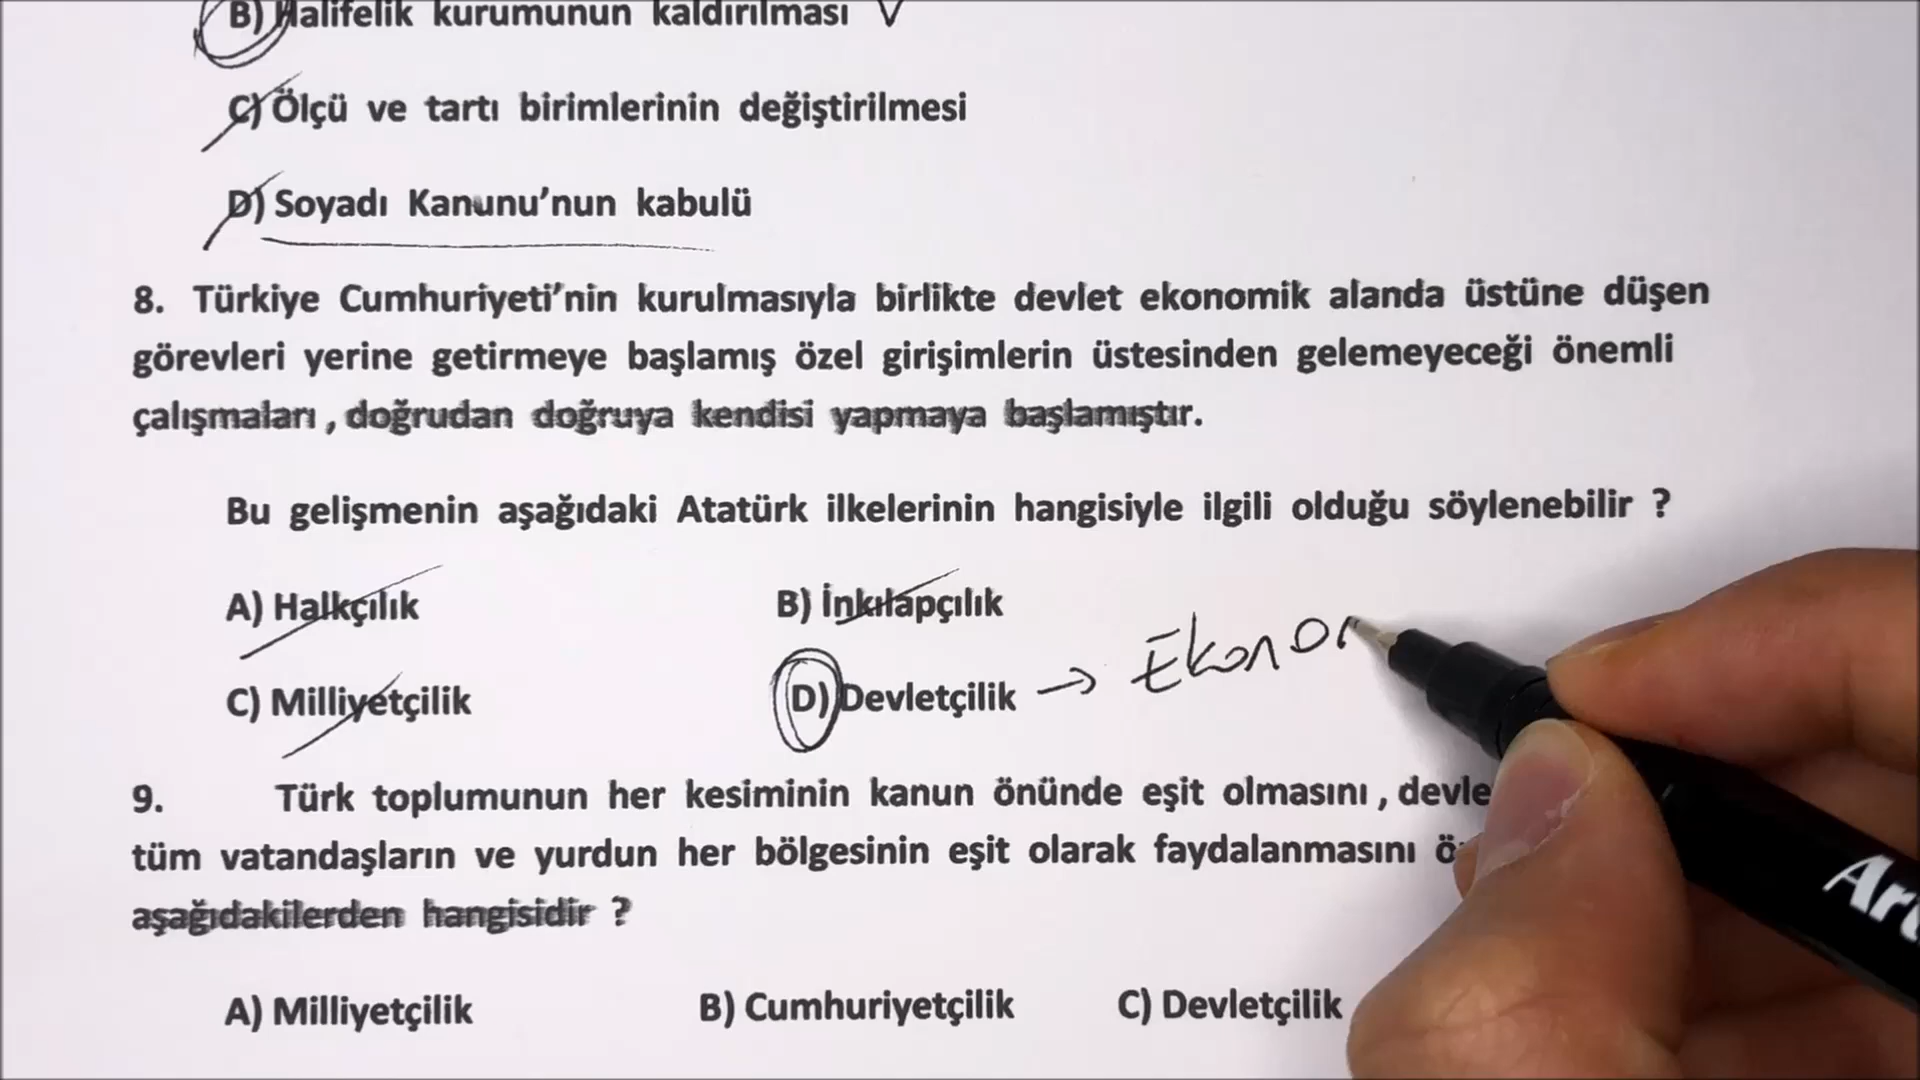 B) Halifelik kurumunun kaldırılması
C) Ölçü ve tartı birimlerinin değiştirilmesi
D) Soyadı Kanunu’nun kabulü
8. Türkiye Cumhuriyeti’nin kurulmasıyla birlikte devlet ekonomik alanda üstüne düşen
görevleri yerine getirmeye başlamış özel girişimlerin üstesinden gelemeyeceği önemli
çalışmaları , doğrudan doğruya kendisi yapmaya başlamıştır.
Bu gelişmenin aşağıdaki Atatürk ilkelerinin hangisiyle ilgili olduğu söylenebilir ?
A) Halkçılık B) İnkılapçılık
C) Milliyetçilik D) Devletçilik → Ekonom
9. Türk toplumunun her kesiminin kanun önünde eşit olmasını , devle
tüm vatandaşların ve yurdun her bölgesinin eşit olarak faydalanmasını
aşağıdakilerden hangisidir ?
A) Milliyetçilik B) Cumhuriyetçilik C) Devletçilik